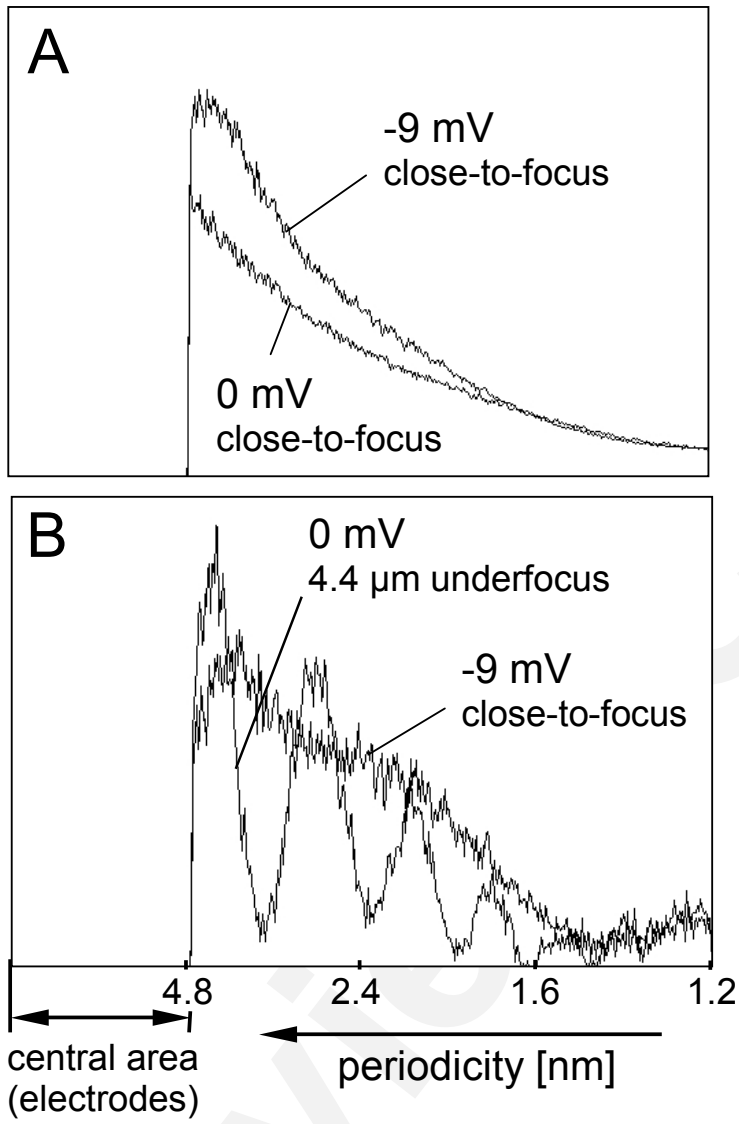 A
-9 mV
close-to-focus
0 mV
close-to-focus
B
0 mV
4.4 µm underfocus
-9 mV
close-to-focus
4.8 2.4 1.6 1.2
central area
(electrodes)
periodicity [nm]